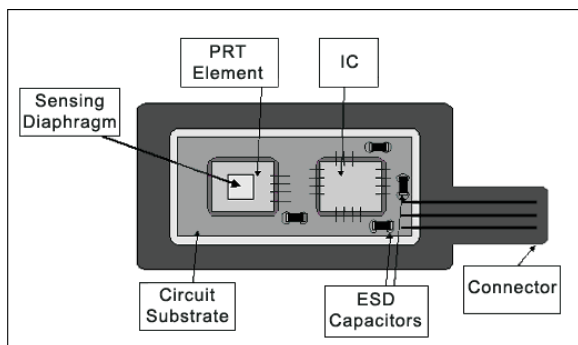 PRT
Element
IC
Sensing
Diaphragm
Circuit
Substrate
ESD
Capacitors
Connector